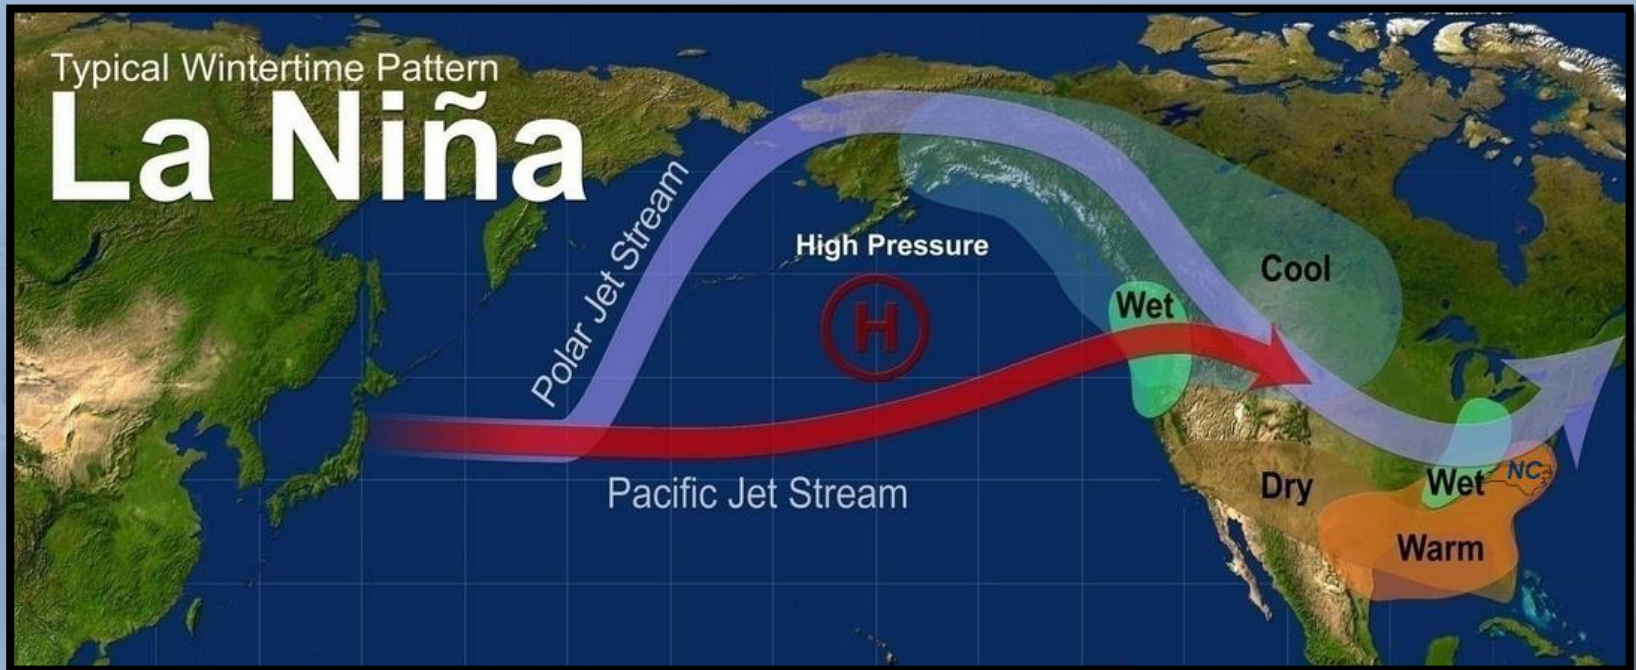 Typical Wintertime Pattern
La Niña
Polar Jet Stream
High Pressure
H
Pacific Jet Stream
Wet
Cool
Dry
Wet
NC
Warm